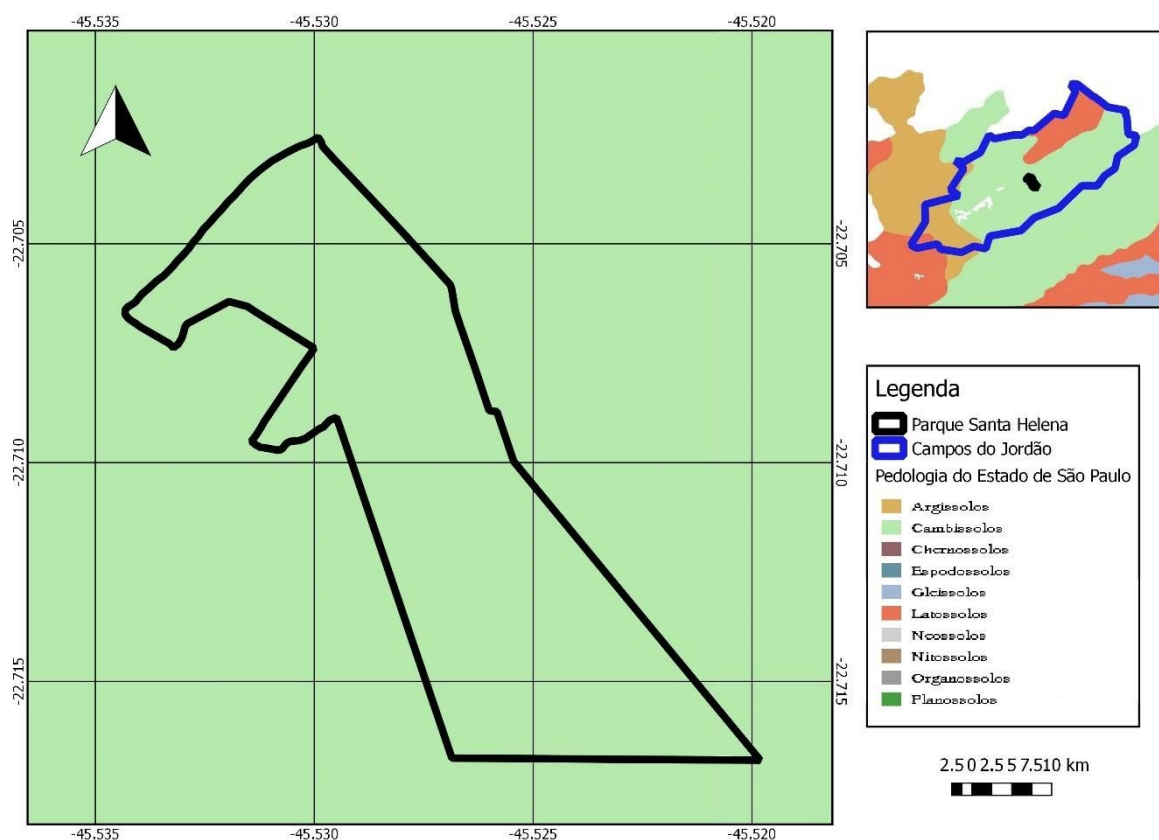 -45.535 -45.530 -45.525 -45.520
-22.705 -22.705
-22.710 -22.710
-22.715 -22.715
-45.535 -45.530 -45.525 -45.520
Legenda
Parque Santa Helena
Campos do Jordão
Pedologia do Estado de São Paulo
Argissolos
Cambissolos
Chernossolos
Espodossolos
Gleissolos
Latossolos
Neossolos
Nitossolos
Organossolos
Planossolos
2.5 0 2.5 5 7.5 10 km